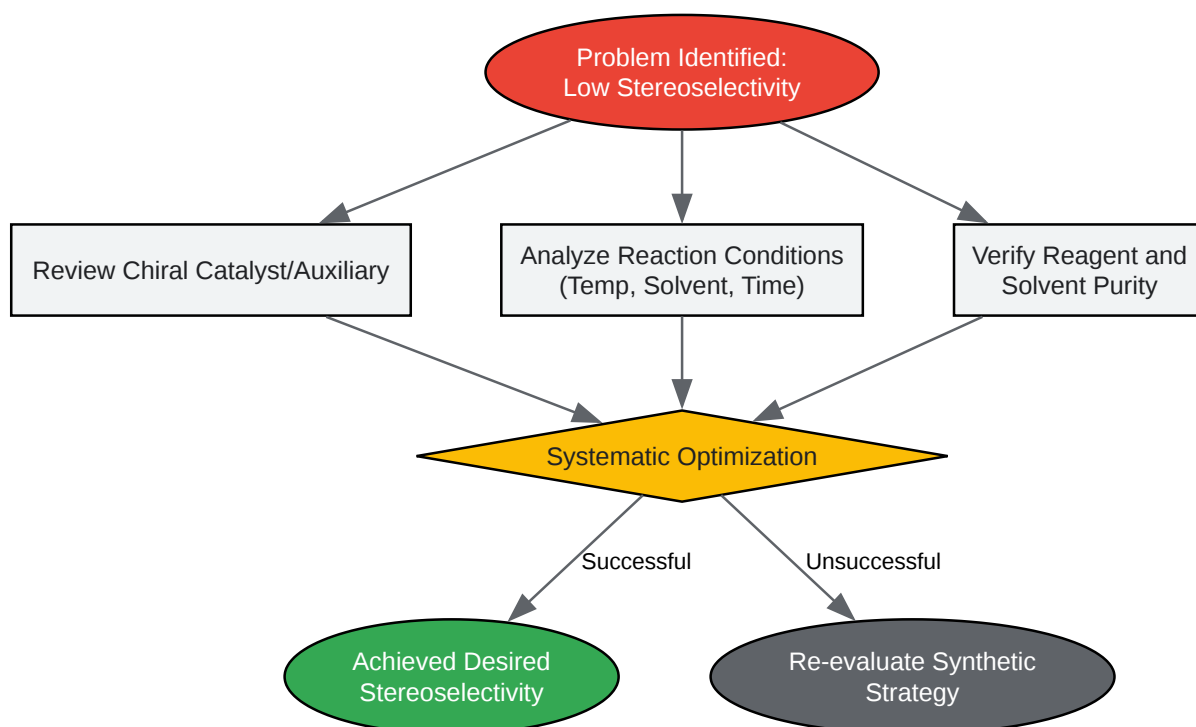 Problem Identified:
Low Stereoselectivity
Review Chiral Catalyst/Auxiliary
Analyze Reaction Conditions
(Temp, Solvent, Time)
Verify Reagent and
Solvent Purity
Systematic Optimization
Successful
Unsuccessful
Achieved Desired
Stereoselectivity
Re-evaluate Synthetic
Strategy